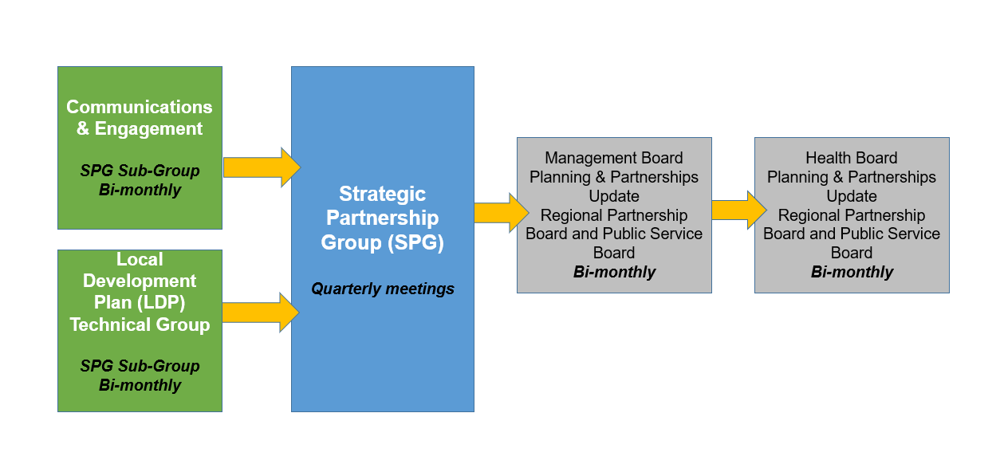 Communications
& Engagement
SPG Sub-Group
Bi-monthly
Local
Development
Plan (LDP)
Technical Group
SPG Sub-Group
Bi-monthly
Strategic
Partnership
Group (SPG)
Quarterly meetings
Management Board
Planning & Partnerships
Update
Regional Partnership
Board and Public Service
Board
Bi-monthly
Health Board
Planning & Partnerships
Update
Regional Partnership
Board and Public Service
Board
Bi-monthly